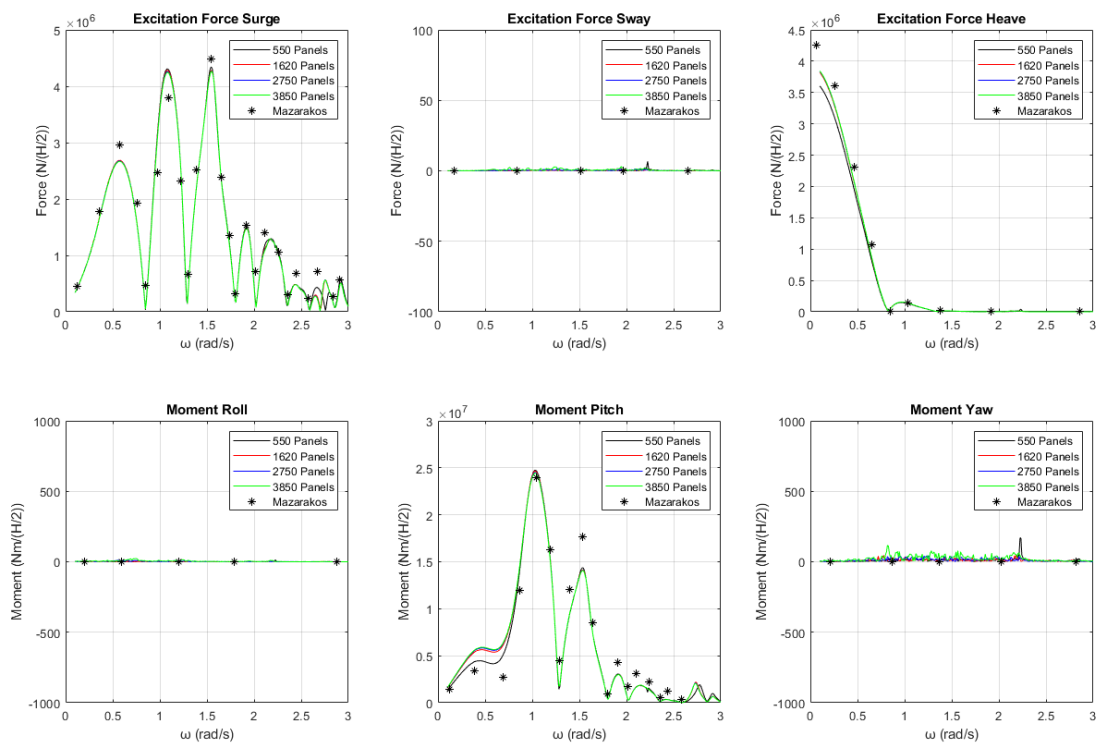 Excitation Force Surge
×10⁶
5
4.5
4
3.5
3
2.5
2
1.5
1
0.5
0
Force (N/(H/2))
0 0.5 1 1.5 2 2.5 3
ω (rad/s)
550 Panels
1620 Panels
2750 Panels
3850 Panels
Mazarakos
Excitation Force Sway
100
50
0
-50
-100
Force (N/(H/2))
0 0.5 1 1.5 2 2.5 3
ω (rad/s)
550 Panels
1620 Panels
2750 Panels
3850 Panels
Mazarakos
Excitation Force Heave
×10⁶
4.5
4
3.5
3
2.5
2
1.5
1
0.5
0
Force (N/(H/2))
0 0.5 1 1.5 2 2.5 3
ω (rad/s)
550 Panels
1620 Panels
2750 Panels
3850 Panels
Mazarakos
Moment Roll
1000
500
0
-500
-1000
Moment (Nm/(H/2))
0 0.5 1 1.5 2 2.5 3
ω (rad/s)
550 Panels
1620 Panels
2750 Panels
3850 Panels
Mazarakos
Moment Pitch
×10⁷
3
2.5
2
1.5
1
0.5
0
Moment (Nm/(H/2))
0 0.5 1 1.5 2 2.5 3
ω (rad/s)
550 Panels
1620 Panels
2750 Panels
3850 Panels
Mazarakos
Moment Yaw
1000
500
0
-500
-1000
Moment (Nm/(H/2))
0 0.5 1 1.5 2 2.5 3
ω (rad/s)
550 Panels
1620 Panels
2750 Panels
3850 Panels
Mazarakos